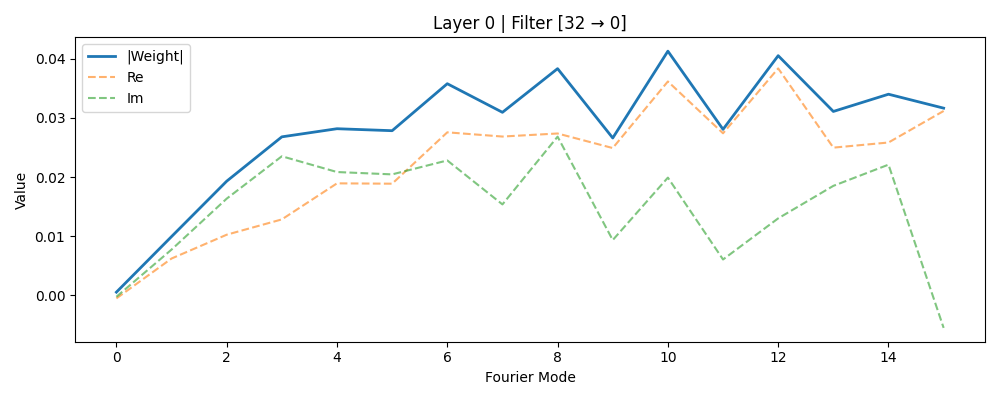 Layer 0 | Filter [32 → 0]
|Weight|
Re
Im
Value
0.04
0.03
0.02
0.01
0.00
0 2 4 6 8 10 12 14
Fourier Mode